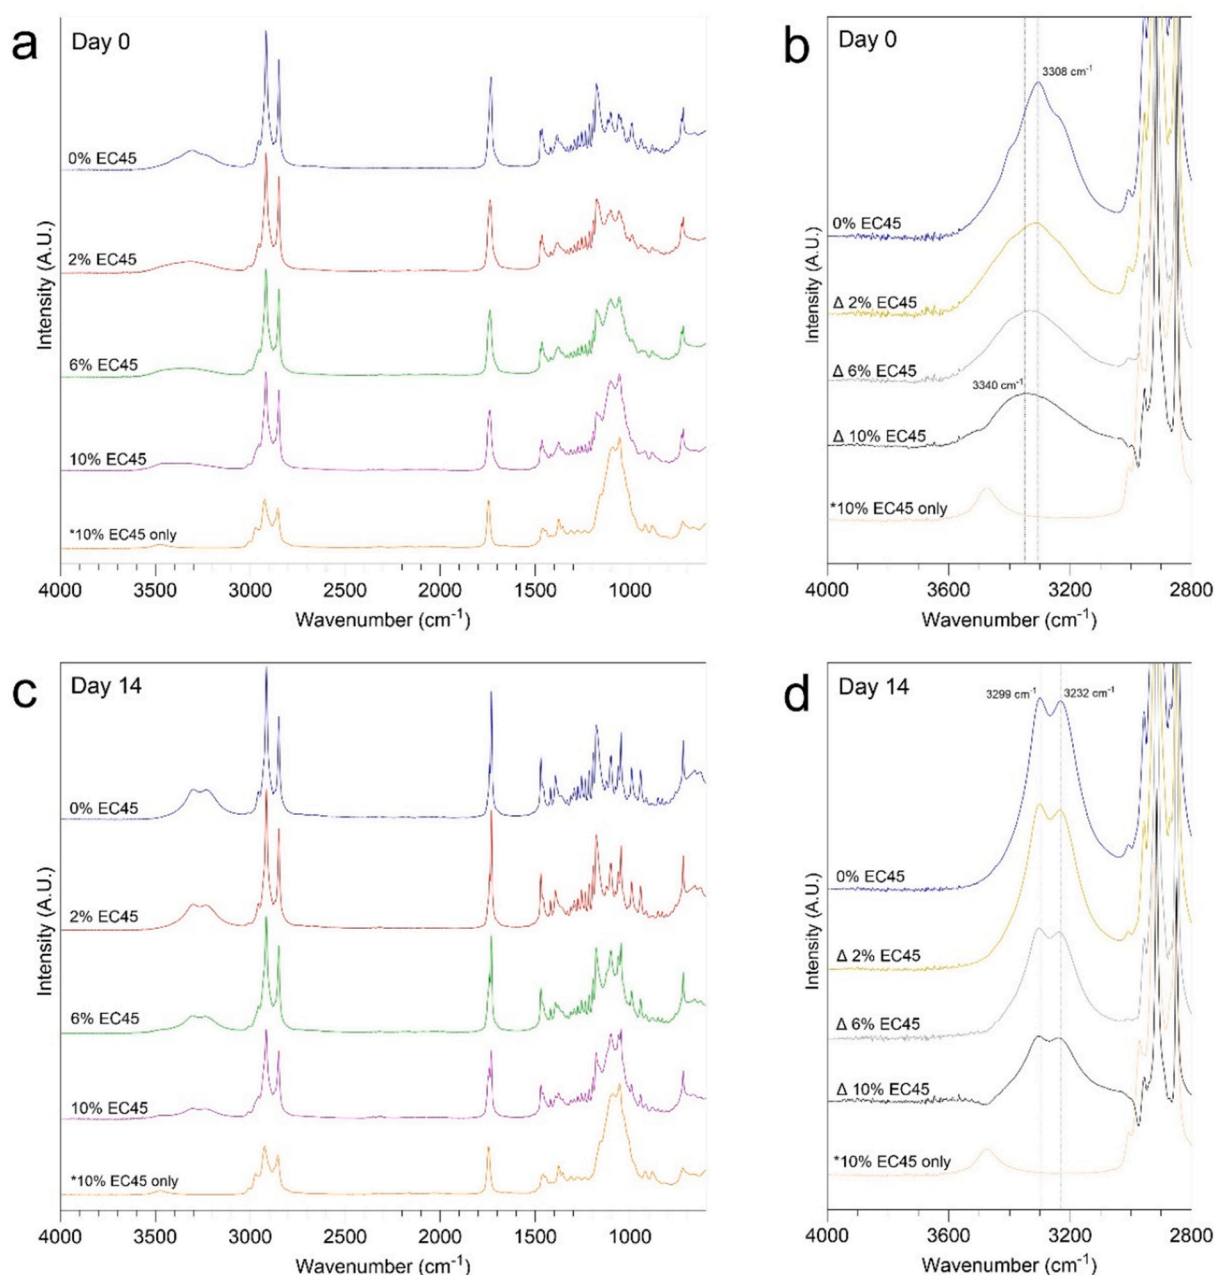 a
Day 0
Intensity (A.U.)
0% EC45
2% EC45
6% EC45
10% EC45
*10% EC45 only
4000 3500 3000 2500 2000 1500 1000
Wavenumber (cm⁻¹)
b
Day 0
Intensity (A.U.)
3308 cm⁻¹
0% EC45
Δ 2% EC45
Δ 6% EC45
3340 cm⁻¹
Δ 10% EC45
*10% EC45 only
4000 3600 3200 2800
Wavenumber (cm⁻¹)
c
Day 14
Intensity (A.U.)
0% EC45
2% EC45
6% EC45
10% EC45
*10% EC45 only
4000 3500 3000 2500 2000 1500 1000
Wavenumber (cm⁻¹)
d
Day 14
Intensity (A.U.)
3299 cm⁻¹ 3232 cm⁻¹
0% EC45
Δ 2% EC45
Δ 6% EC45
Δ 10% EC45
*10% EC45 only
4000 3600 3200 2800
Wavenumber (cm⁻¹)